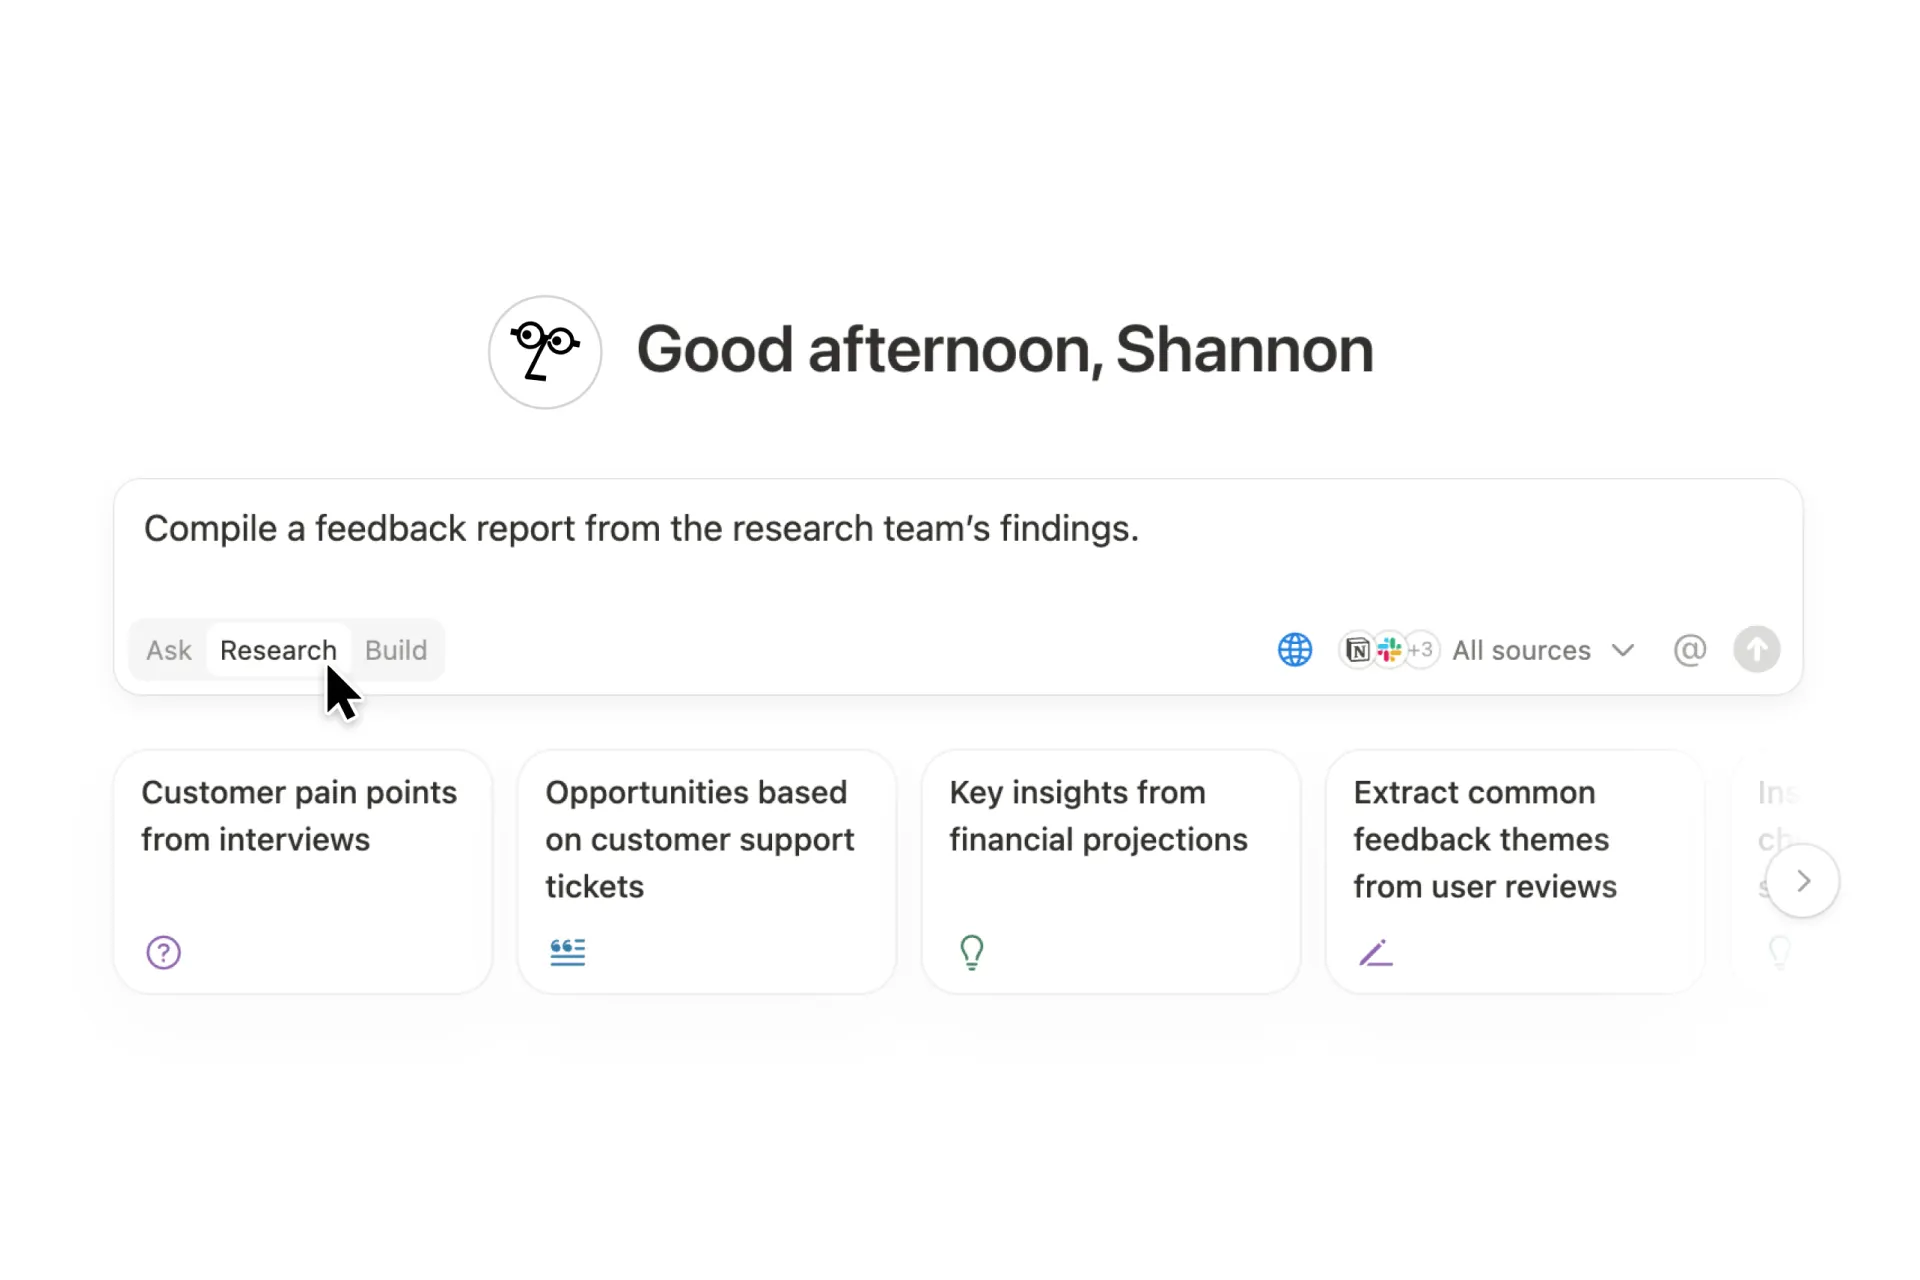 Good afternoon, Shannon
Compile a feedback report from the research team’s findings.
Ask Research Build
N +3 All sources @
Customer pain points
from interviews
Opportunities based
on customer support
tickets
Key insights from
financial projections
Extract common
feedback themes
from user reviews